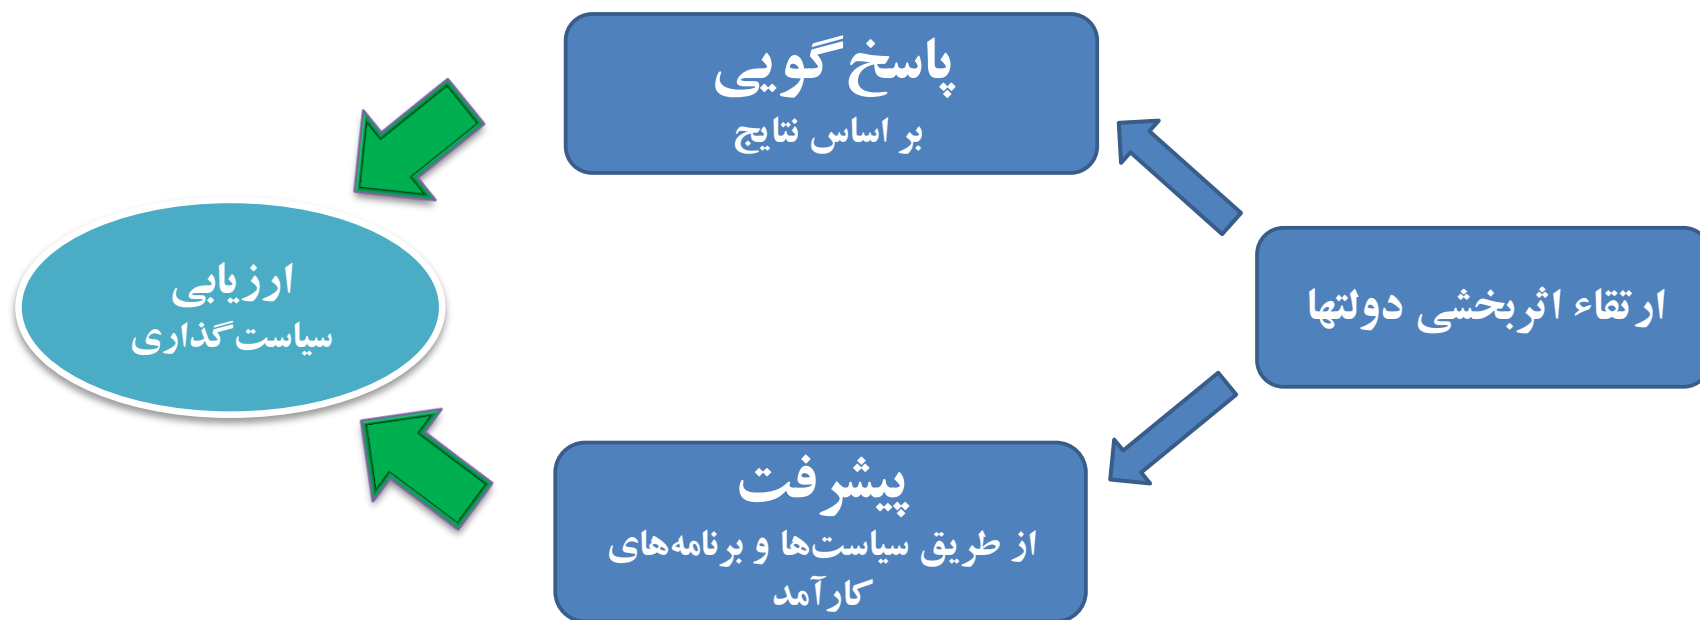 ارتقاء اثربخشی دولتها
پاسخ‌گویی
بر اساس نتایج
پیشرفت
از طریق سیاست‌ها و برنامه‌های
کارآمد
ارزیابی
سیاست‌گذاری